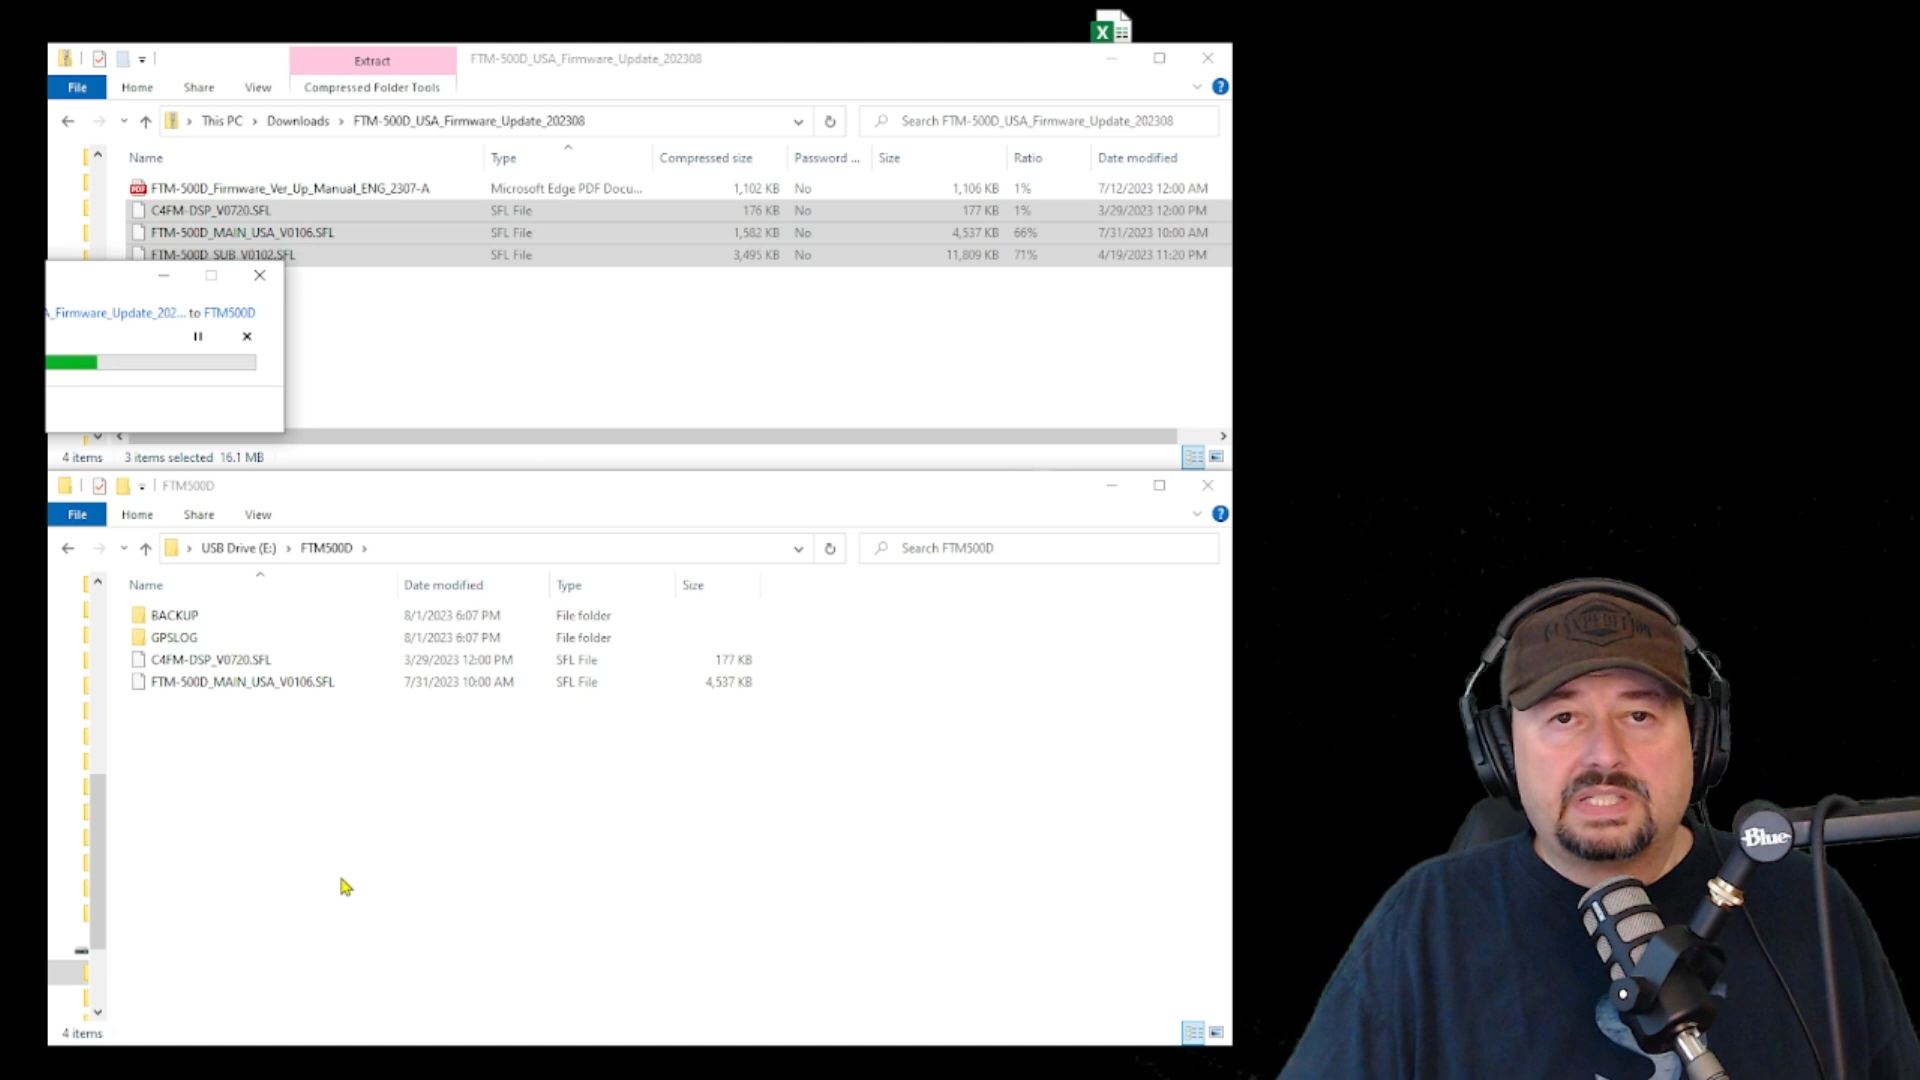 Extract
FTM-500D_USA_Firmware_Update_202308
File Home Share View Compressed Folder Tools
This PC > Downloads > FTM-500D_USA_Firmware_Update_202308
Search FTM-500D_USA_Firmware_Update_202308
Name Type Compressed size Password ... Size Ratio Date modified
FTM-500D_Firmware_Ver_Up_Manual_ENG_2307-A Microsoft Edge PDF Docu... 1,102 KB No 1,106 KB 1% 7/12/2023 12:00 AM
C4FM-DSP_V0720.SFL SFL File 176 KB No 177 KB 1% 3/29/2023 12:00 PM
FTM-500D_MAIN_USA_V0106.SFL SFL File 1,582 KB No 4,537 KB 66% 7/31/2023 10:00 AM
FTM-500D_SUB_V0102.SFL SFL File 3,495 KB No 11,809 KB 71% 4/19/2023 11:20 PM
_Firmware_Update_202... to FTM500D
4 items 3 items selected 16.1 MB
FTM500D
File Home Share View
USB Drive (E:) > FTM500D >
Search FTM500D
Name Date modified Type Size
BACKUP 8/1/2023 6:07 PM File folder
GPSLOG 8/1/2023 6:07 PM File folder
C4FM-DSP_V0720.SFL 3/29/2023 12:00 PM SFL File 177 KB
FTM-500D_MAIN_USA_V0106.SFL 7/31/2023 10:00 AM SFL File 4,537 KB
4 items
Blue